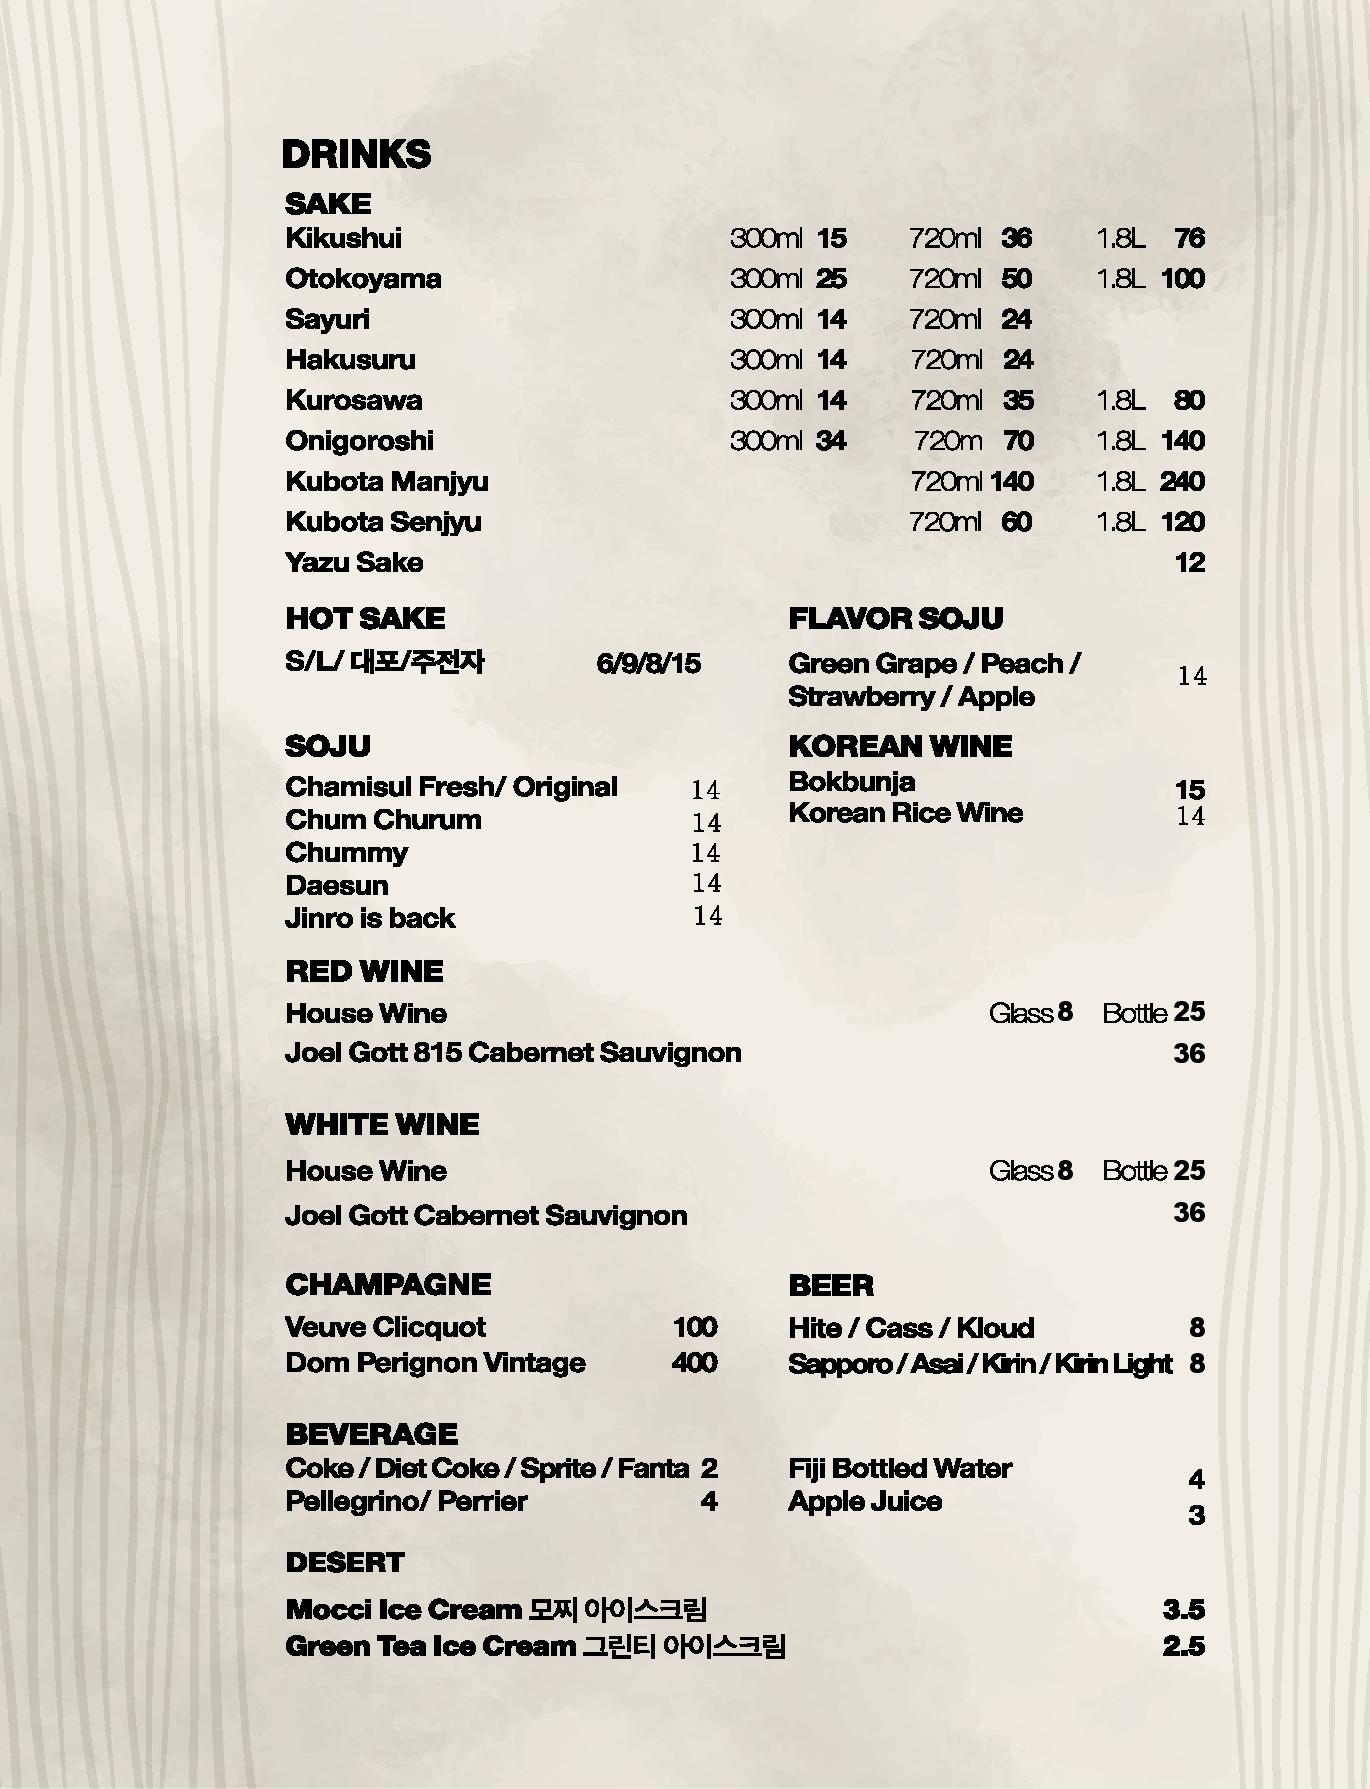 DRINKS
SAKE
Kikushui 300ml 15 720ml 36 1.8L 76
Otokoyama 300ml 25 720ml 50 1.8L 100
Sayuri 300ml 14 720ml 24
Hakusuru 300ml 14 720ml 24
Kurosawa 300ml 14 720ml 35 1.8L 80
Onigoroshi 300ml 34 720m 70 1.8L 140
Kubota Manjyu 720ml 140 1.8L 240
Kubota Senjyu 720ml 60 1.8L 120
Yazu Sake 12
HOT SAKE
S/L/ 대포/주전자 6/9/8/15
FLAVOR SOJU
Green Grape / Peach /
Strawberry / Apple 14
SOJU
Chamisul Fresh/ Original 14
Chum Churum 14
Chummy 14
Daesun 14
Jinro is back 14
KOREAN WINE
Bokbunja 15
Korean Rice Wine 14
RED WINE
House Wine Glass 8 Bottle 25
Joel Gott 815 Cabernet Sauvignon 36
WHITE WINE
House Wine Glass 8 Bottle 25
Joel Gott Cabernet Sauvignon 36
CHAMPAGNE
Veuve Clicquot 100
Dom Perignon Vintage 400
BEER
Hite / Cass / Kloud 8
Sapporo / Asai / Kirin / Kirin Light 8
BEVERAGE
Coke / Diet Coke / Sprite / Fanta 2
Pellegrino/ Perrier 4
Fiji Bottled Water 4
Apple Juice 3
DESERT
Mocci Ice Cream 모찌 아이스크림 3.5
Green Tea Ice Cream 그린티 아이스크림 2.5